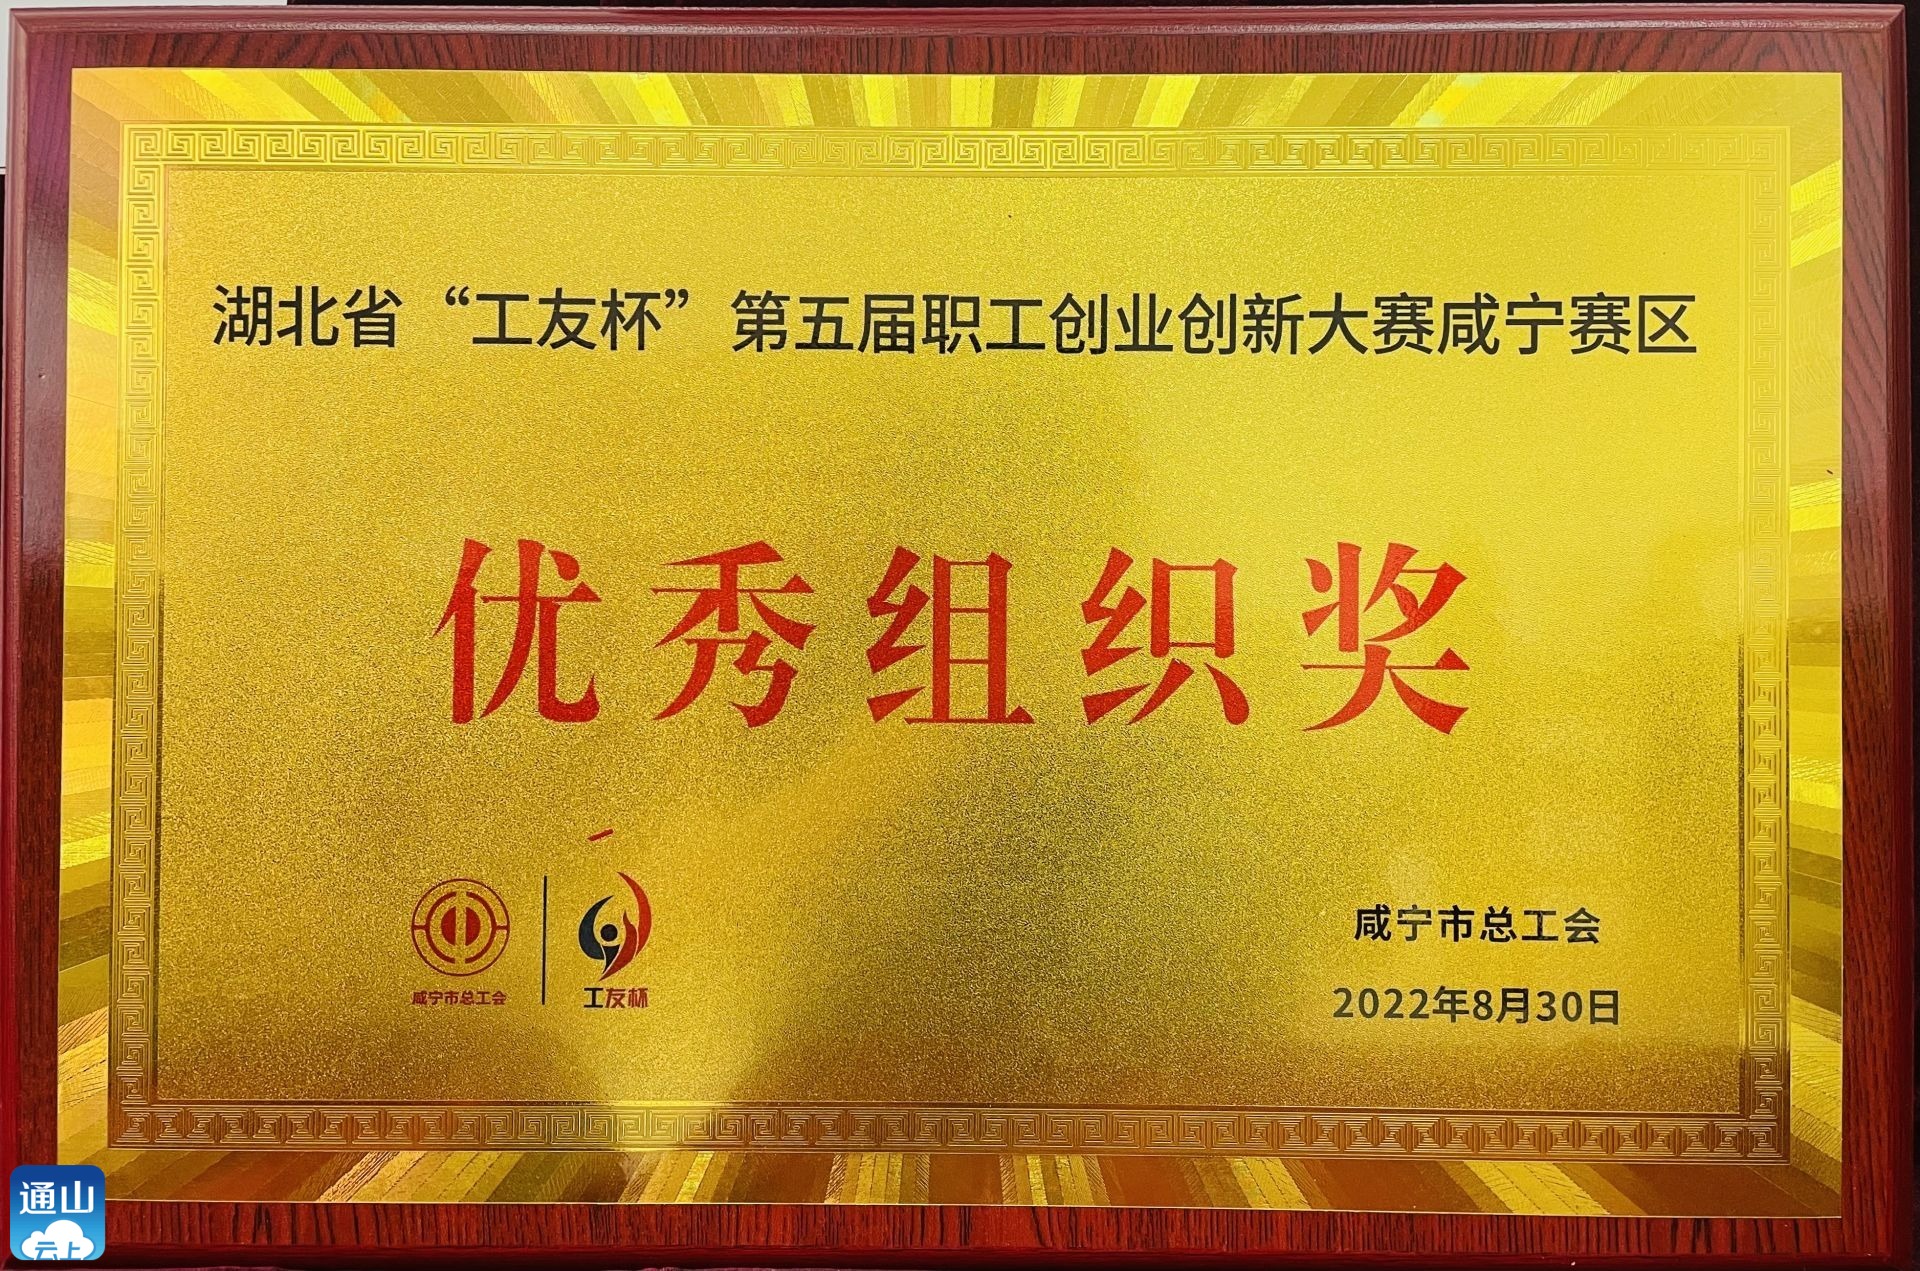 湖北省“工友杯”第五届职工创业创新大赛咸宁赛区
优秀组织奖
咸宁市总工会
工友杯
咸宁市总工会
2022年8月30日
通山
云上